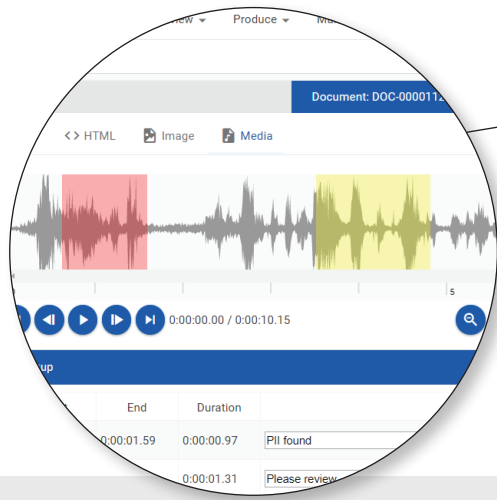 Produce
Document: DOC-0000112
<> HTML Image Media
5
0:00:00.00 / 0:00:10.15
up
End Duration
0:00:01.59 0:00:00.97 PII found
0:00:01.31 Please review